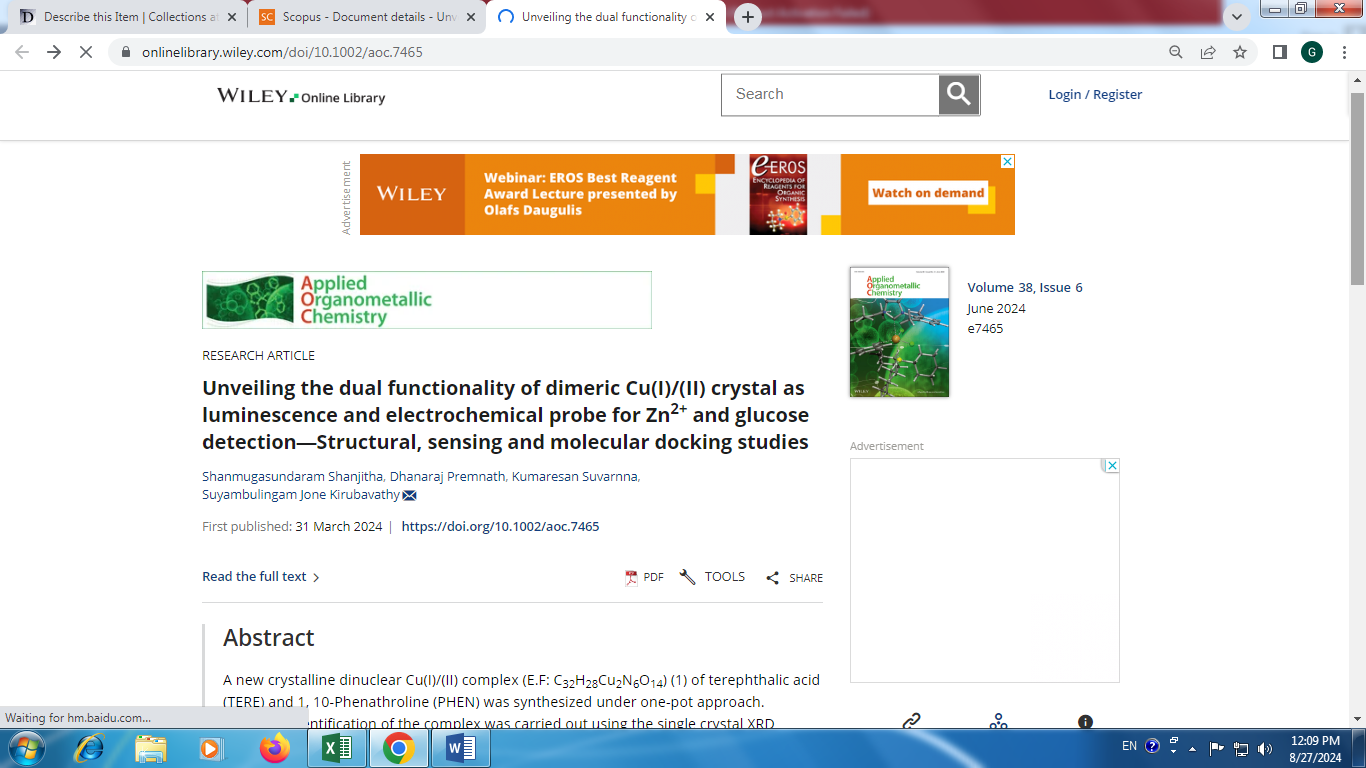 Describe this Item | Collections a
Scopus - Document details - Unv
Unveiling the dual functionality o
onlinelibrary.wiley.com/doi/10.1002/aoc.7465
G
WILEY Online Library
Search
Login / Register
Advertisement
WILEY
Webinar: EROS Best Reagent
Award Lecture presented by
Olafs Daugulis
e-EROS
ENCYCLOPEDIA OF
REAGENTS FOR
ORGANIC
SYNTHESIS
Watch on demand
Applied
Organometallic
Chemistry
Applied
Organometallic
Chemistry
WILEY
Volume 38, Issue 6
June 2024
e7465
RESEARCH ARTICLE
Unveiling the dual functionality of dimeric Cu(I)/(II) crystal as
luminescence and electrochemical probe for Zn2+ and glucose
detection—Structural, sensing and molecular docking studies
Shanmugasundaram Shanjitha, Dhanaraj Premnath, Kumaresan Suvarnna,
Suyambulingam Jone Kirubavathy
First published: 31 March 2024 | https://doi.org/10.1002/aoc.7465
Advertisement
Read the full text
PDF
TOOLS
SHARE
Abstract
A new crystalline dinuclear Cu(I)/(II) complex (E.F: C32H28Cu2N6O14) (1) of terephthalic acid
(TERE) and 1, 10-Phenathroline (PHEN) was synthesized under one-pot approach.
entification of the complex was carried out using the single crystal XRD
Waiting for hm.baidu.com...
EN
12:09 PM
8/27/2024